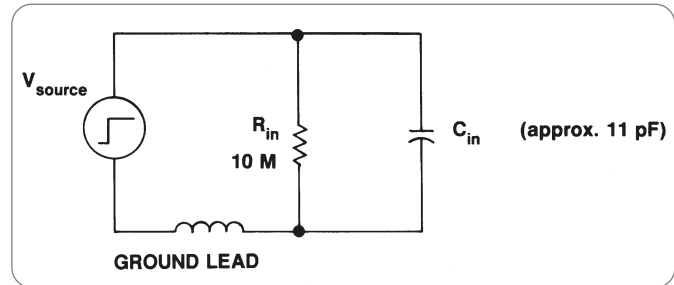 V source
R in
10 M
C in
(approx. 11 pF)
GROUND LEAD